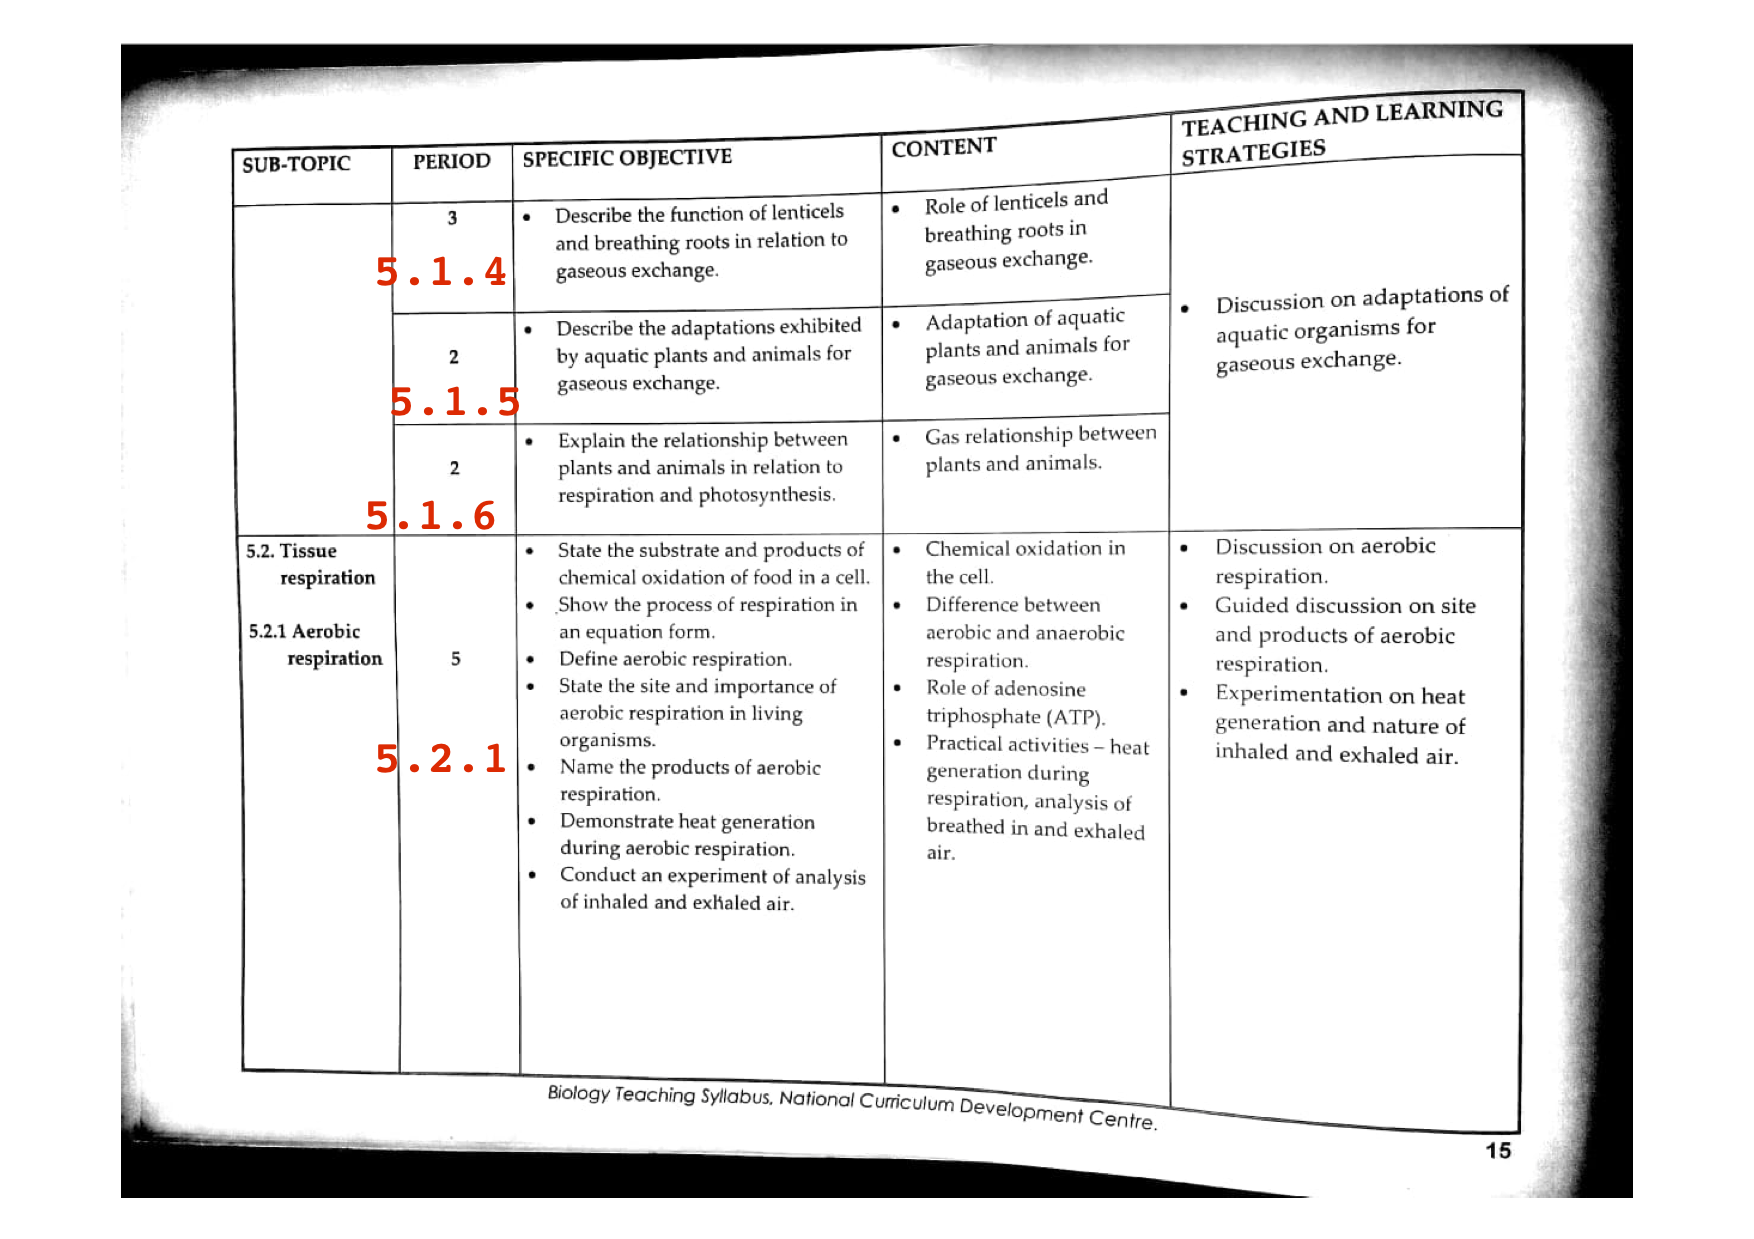 SUB-TOPIC
PERIOD
SPECIFIC OBJECTIVE
CONTENT
TEACHING AND LEARNING
STRATEGIES
3
5.1.4
• Describe the function of lenticels
and breathing roots in relation to
gaseous exchange.
• Role of lenticels and
breathing roots in
gaseous exchange.
2
5.1.5
• Describe the adaptations exhibited
by aquatic plants and animals for
gaseous exchange.
• Adaptation of aquatic
plants and animals for
gaseous exchange.
• Discussion on adaptations of
aquatic organisms for
gaseous exchange.
2
5.1.6
• Explain the relationship between
plants and animals in relation to
respiration and photosynthesis.
• Gas relationship between
plants and animals.
5.2. Tissue
respiration
5.2.1 Aerobic
respiration
5
5.2.1
• State the substrate and products of
chemical oxidation of food in a cell.
• Show the process of respiration in
an equation form.
• Define aerobic respiration.
• State the site and importance of
aerobic respiration in living
organisms.
• Name the products of aerobic
respiration.
• Demonstrate heat generation
during aerobic respiration.
• Conduct an experiment of analysis
of inhaled and exhaled air.
• Chemical oxidation in
the cell.
• Difference between
aerobic and anaerobic
respiration.
• Role of adenosine
triphosphate (ATP).
• Practical activities – heat
generation during
respiration, analysis of
breathed in and exhaled
air.
• Discussion on aerobic
respiration.
• Guided discussion on site
and products of aerobic
respiration.
• Experimentation on heat
generation and nature of
inhaled and exhaled air.
Biology Teaching Syllabus, National Curriculum Development Centre.
15